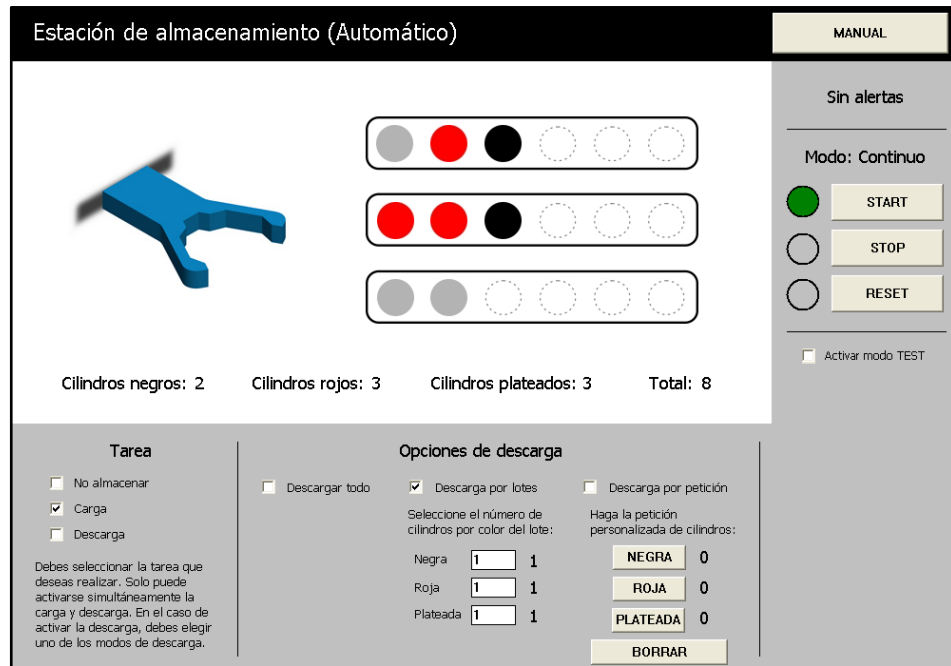 Estación de almacenamiento (Automático)
MANUAL
Sin alertas
Modo: Continuo
START
STOP
RESET
Activar modo TEST
Cilindros negros: 2
Cilindros rojos: 3
Cilindros plateados: 3
Total: 8
Tarea
No almacenar
Carga
Descarga
Debes seleccionar la tarea que
deseas realizar. Solo puede
activarse simultáneamente la
carga y descarga. En el caso de
activar la descarga, debes elegir
uno de los modos de descarga.
Opciones de descarga
Descargar todo
Descarga por lotes
Seleccione el número de
cilindros por color del lote:
Negra 1 1
Roja 1 1
Plateada 1 1
Descarga por petición
Haga la petición
personalizada de cilindros:
NEGRA 0
ROJA 0
PLATEADA 0
BORRAR